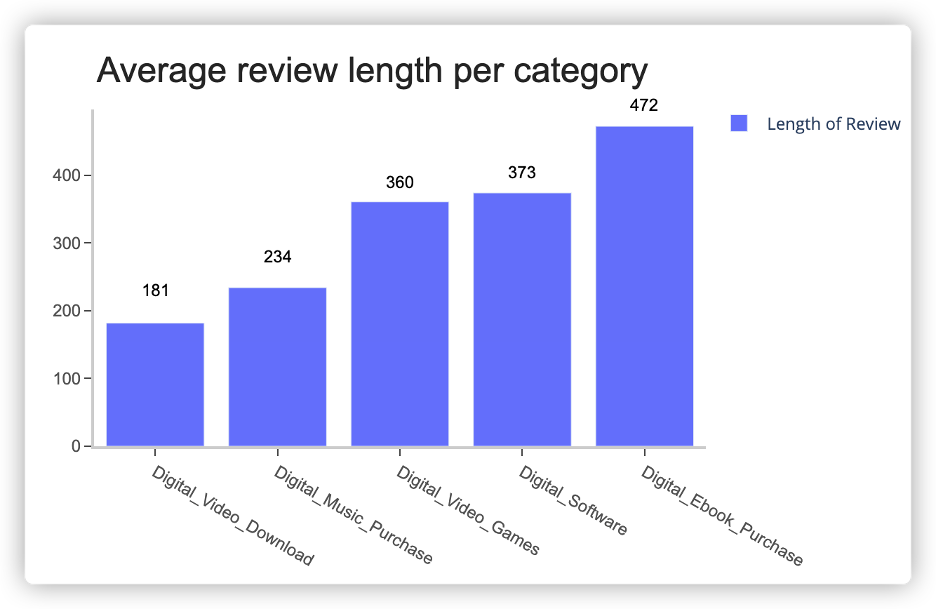 Average review length per category
472
Length of Review
400
373
360
300
234
181
200
100
0
Digital_Video_Download
Digital_Music_Purchase
Digital_Video_Games
Digital_Software
Digital_Ebook_Purchase